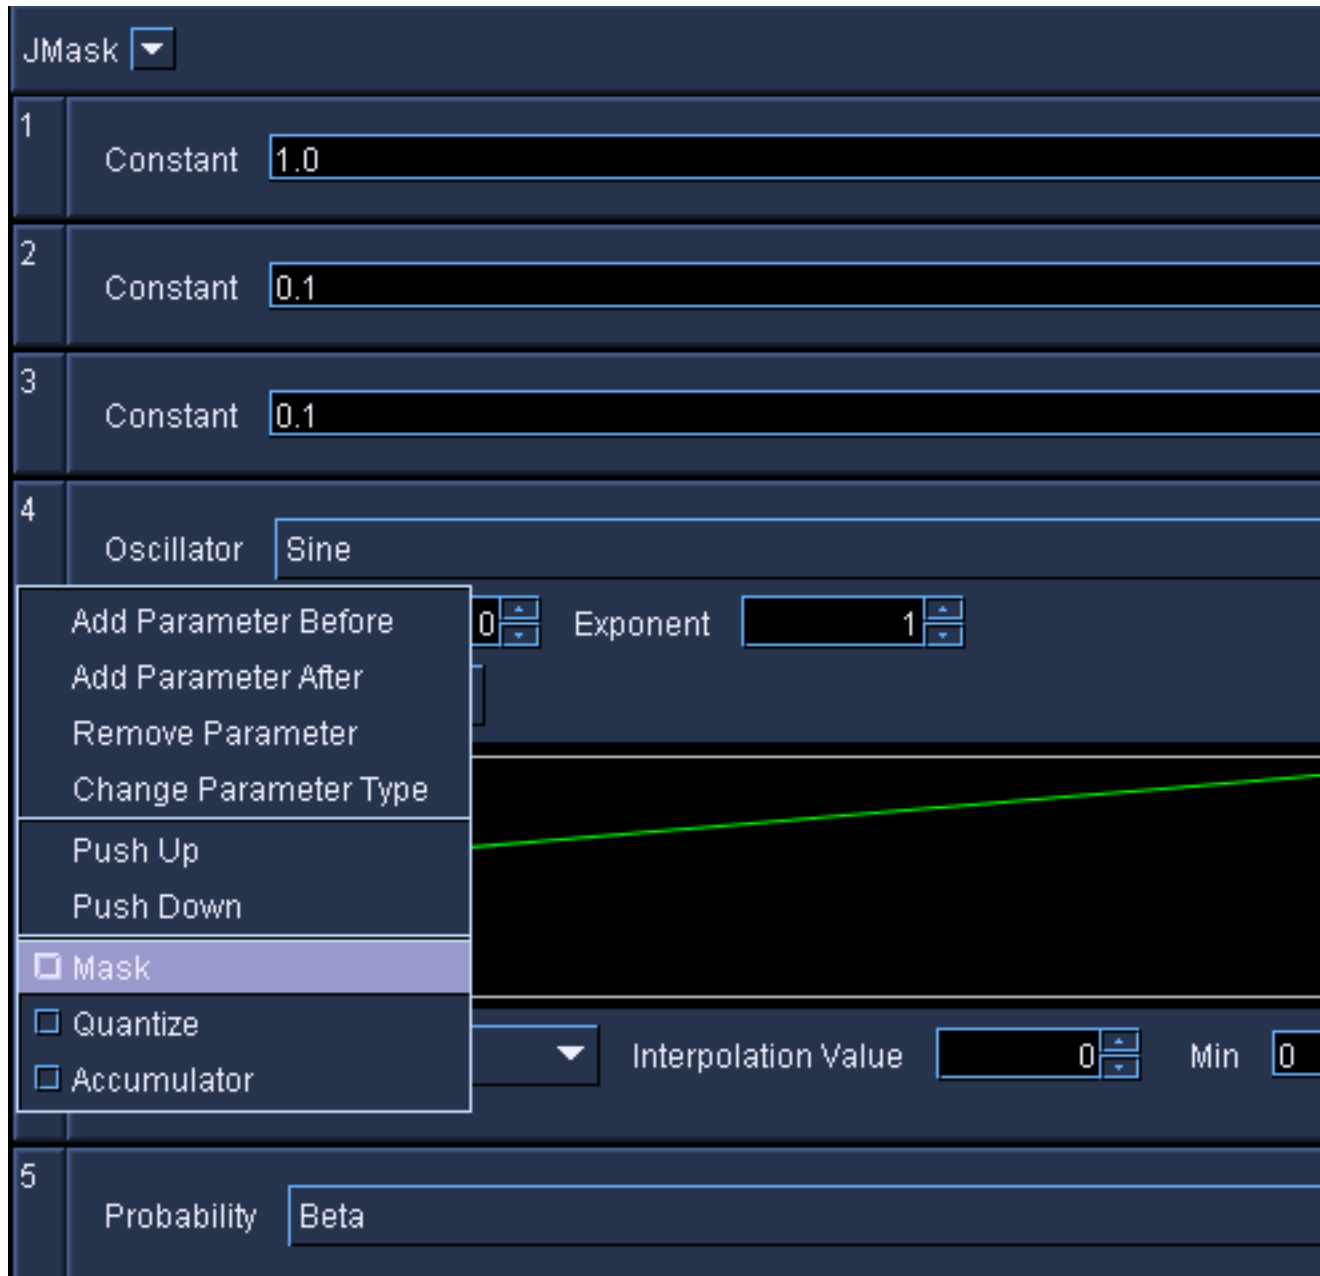 JMask
1
Constant 1.0
2
Constant 0.1
3
Constant 0.1
4
Oscillator Sine
Add Parameter Before 0 Exponent 1
Add Parameter After
Remove Parameter
Change Parameter Type
Push Up
Push Down
Mask
Quantize
Interpolation Value 0 Min 0
Accumulator
5
Probability Beta